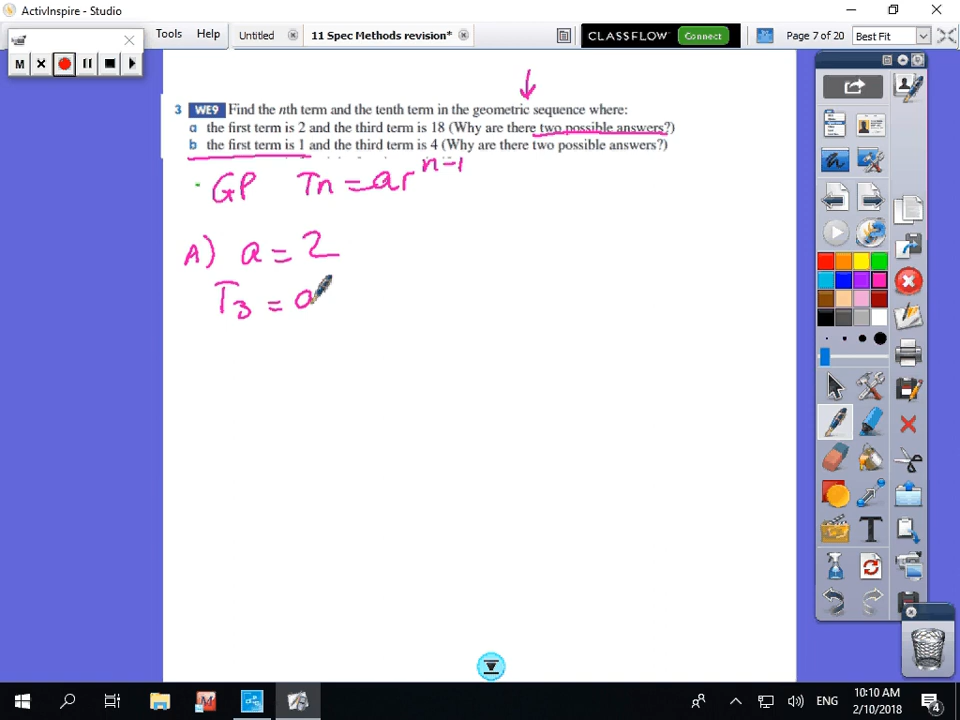 ActivInspire - Studio
Tools Help Untitled 11 Spec Methods revision* CLASSFLOW Connect Page 7 of 20 Best Fit
M
3 WE9 Find the nth term and the tenth term in the geometric sequence where:
a the first term is 2 and the third term is 18 (Why are there two possible answers?)
b the first term is 1 and the third term is 4 (Why are there two possible answers?)
GP Tn = ar^n-1
A) a = 2
T3 = a
T
M
ENG
10:10 AM
2/10/2018
4